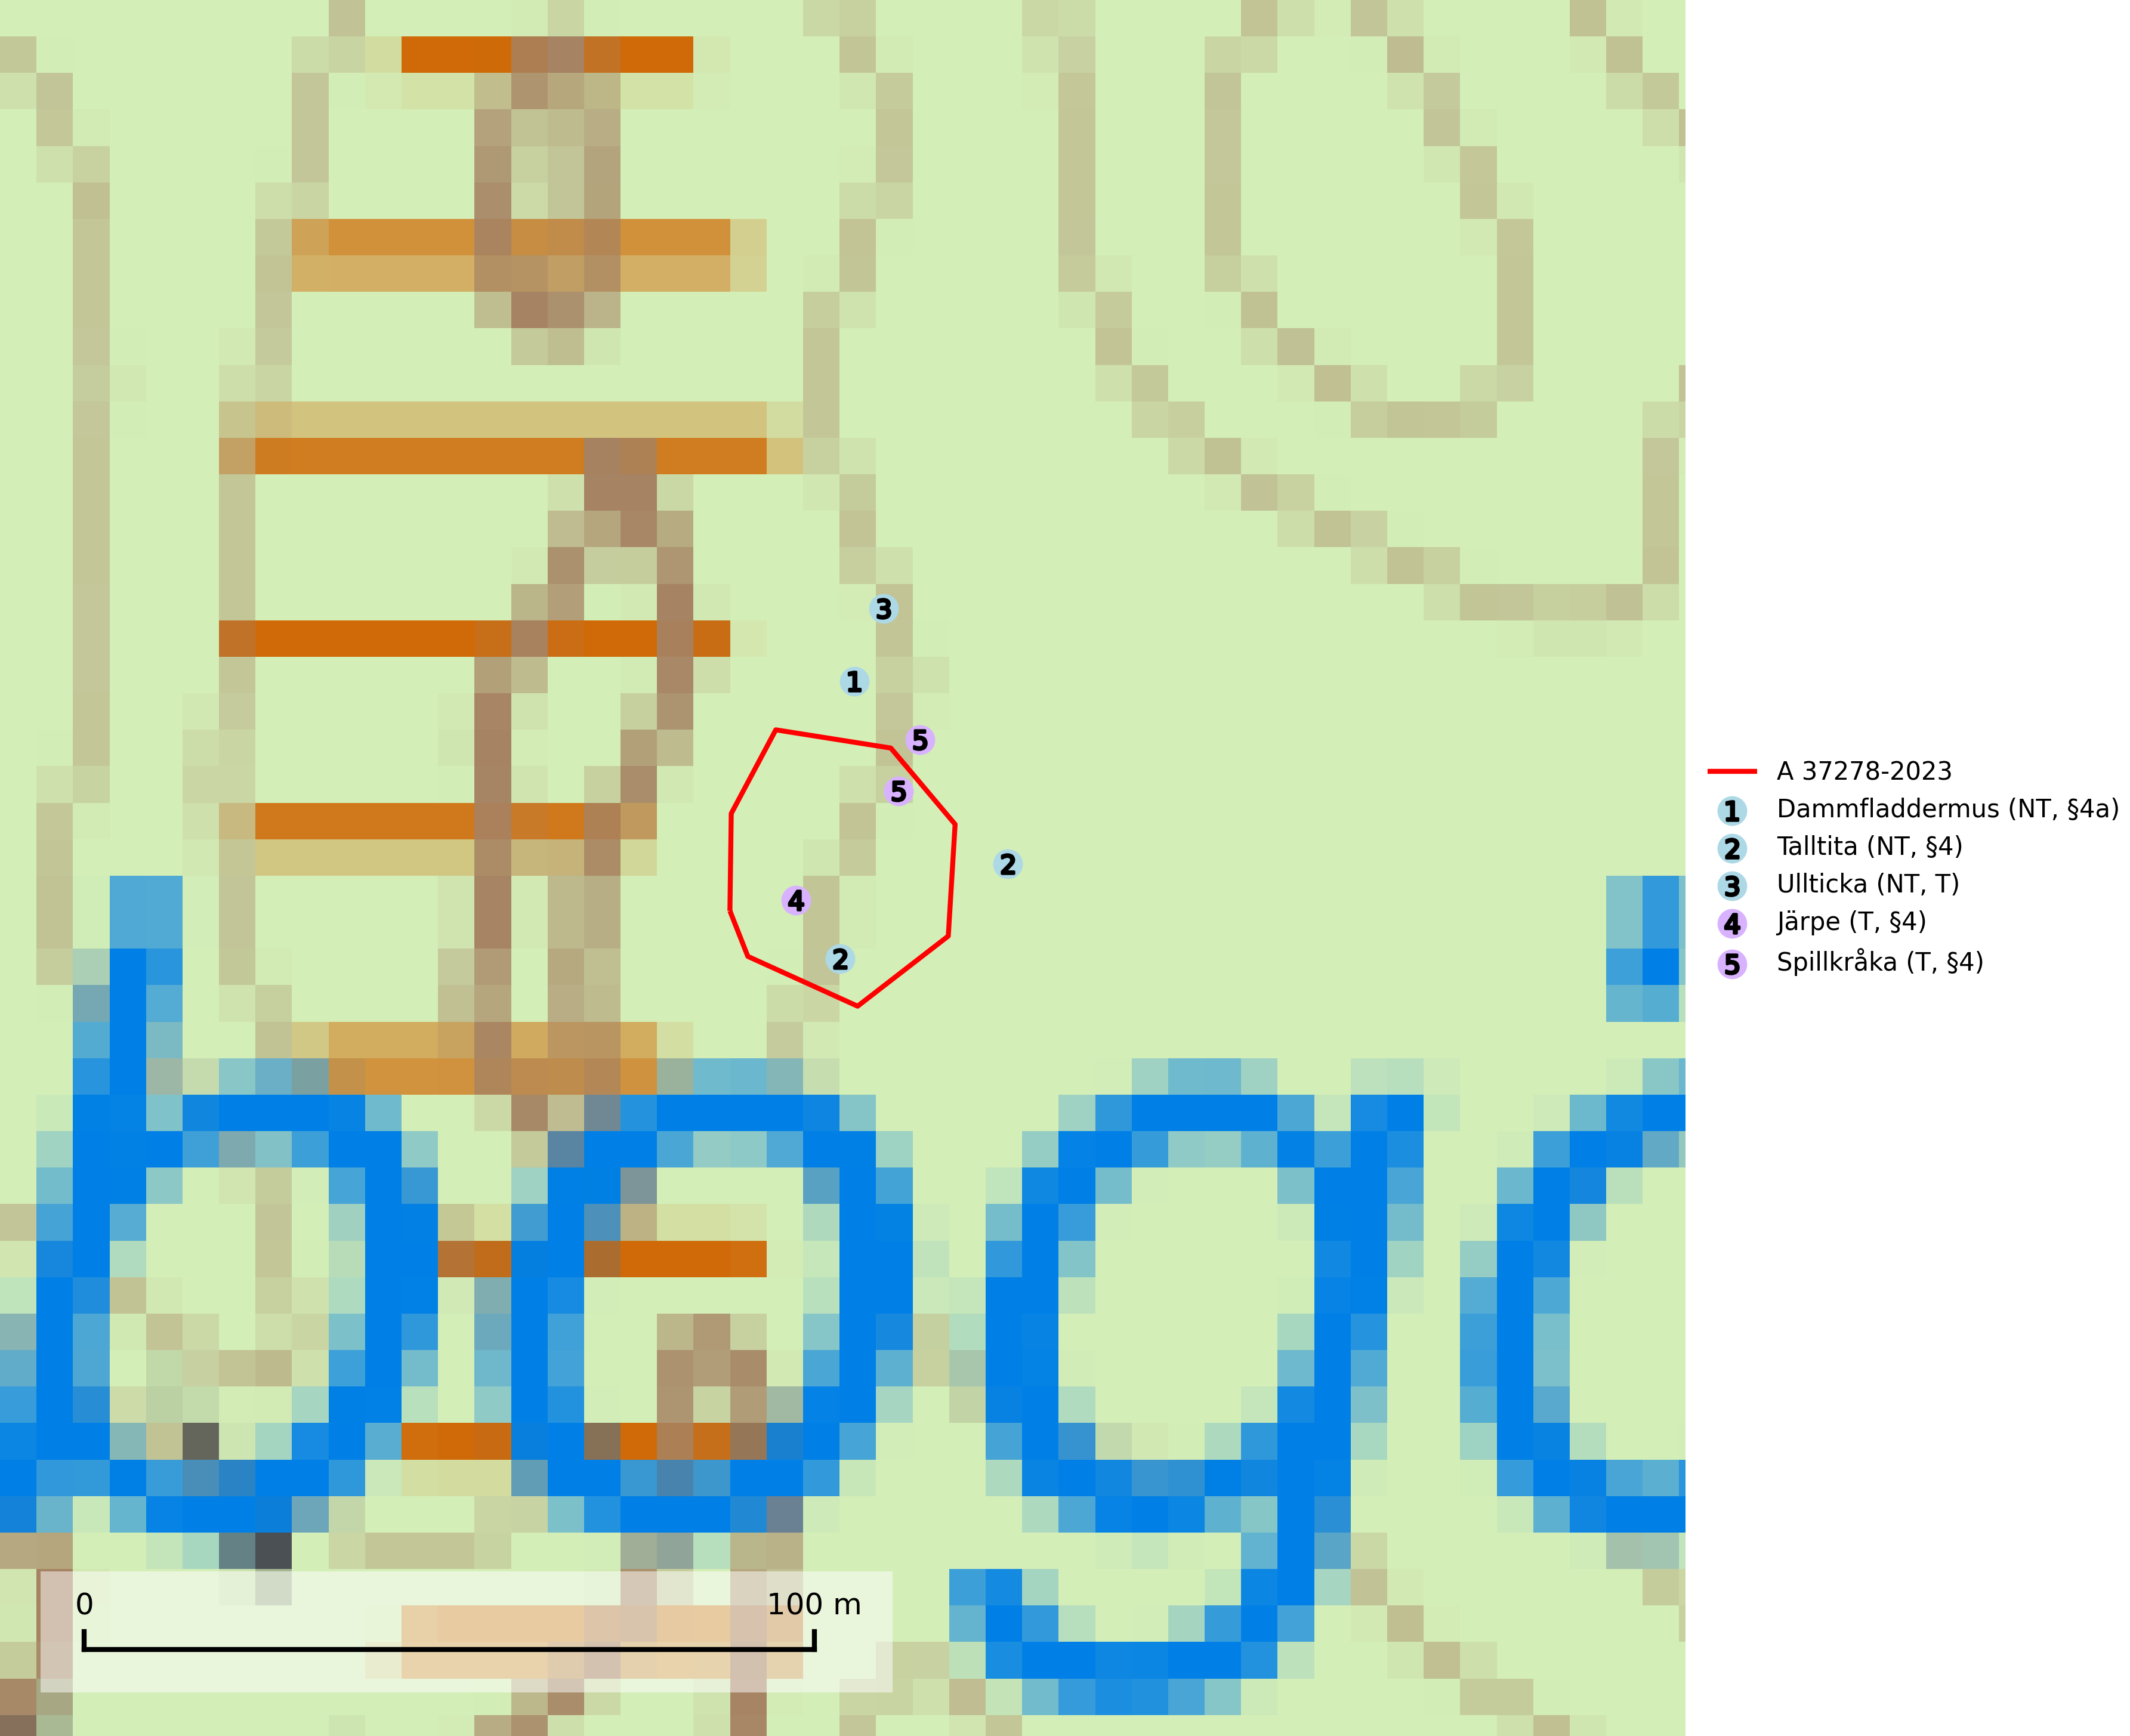 3
1
5
5
2
4
2
A 37278-2023
1 Dammfladdermus (NT, §4a)
2 Talltita (NT, §4)
3 Ullticka (NT, T)
4 Järpe (T, §4)
5 Spillkråka (T, §4)
0 100 m